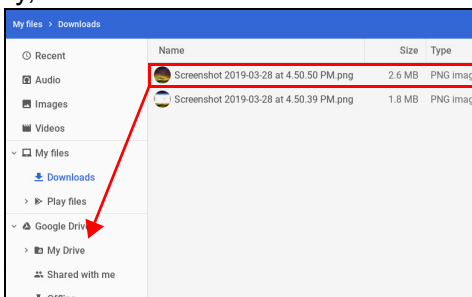 y,
My files > Downloads
Name Size Type
Recent
Screenshot 2019-03-28 at 4.50.50 PM.png 2.6 MB PNG imag
Audio
Screenshot 2019-03-28 at 4.50.39 PM.png 1.8 MB PNG imag
Images
Videos
My files
Downloads
Play files
Google Drive
My Drive
Shared with me